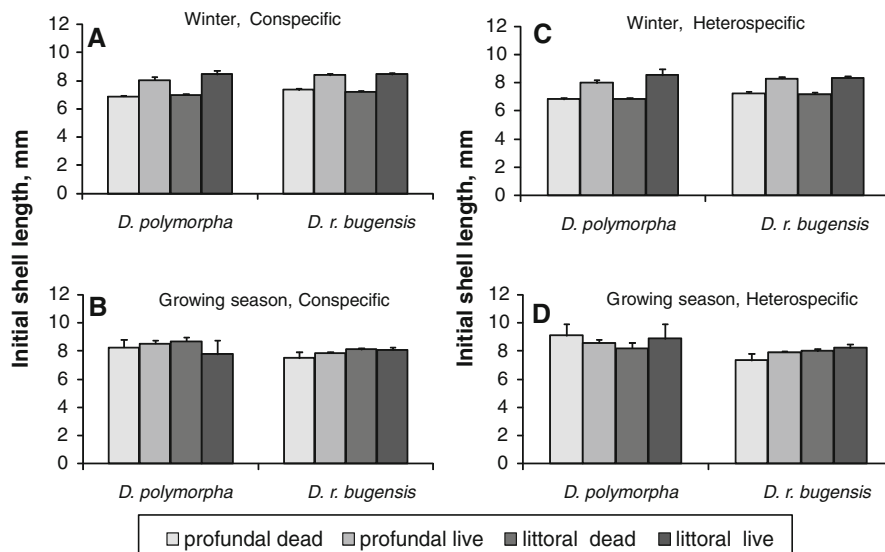 A
Winter, Conspecific
12
10
8
6
4
2
0
D. polymorpha
D. r. bugensis
C
Winter, Heterospecific
12
10
8
6
4
2
0
D. polymorpha
D. r. bugensis
Initial shell length, mm
Initial shell length, mm
B
Growing season, Conspecific
12
10
8
6
4
2
0
D. polymorpha
D. r. bugensis
D
Growing season, Heterospecific
12
10
8
6
4
2
0
D. polymorpha
D. r. bugensis
profundal dead
profundal live
littoral dead
littoral live